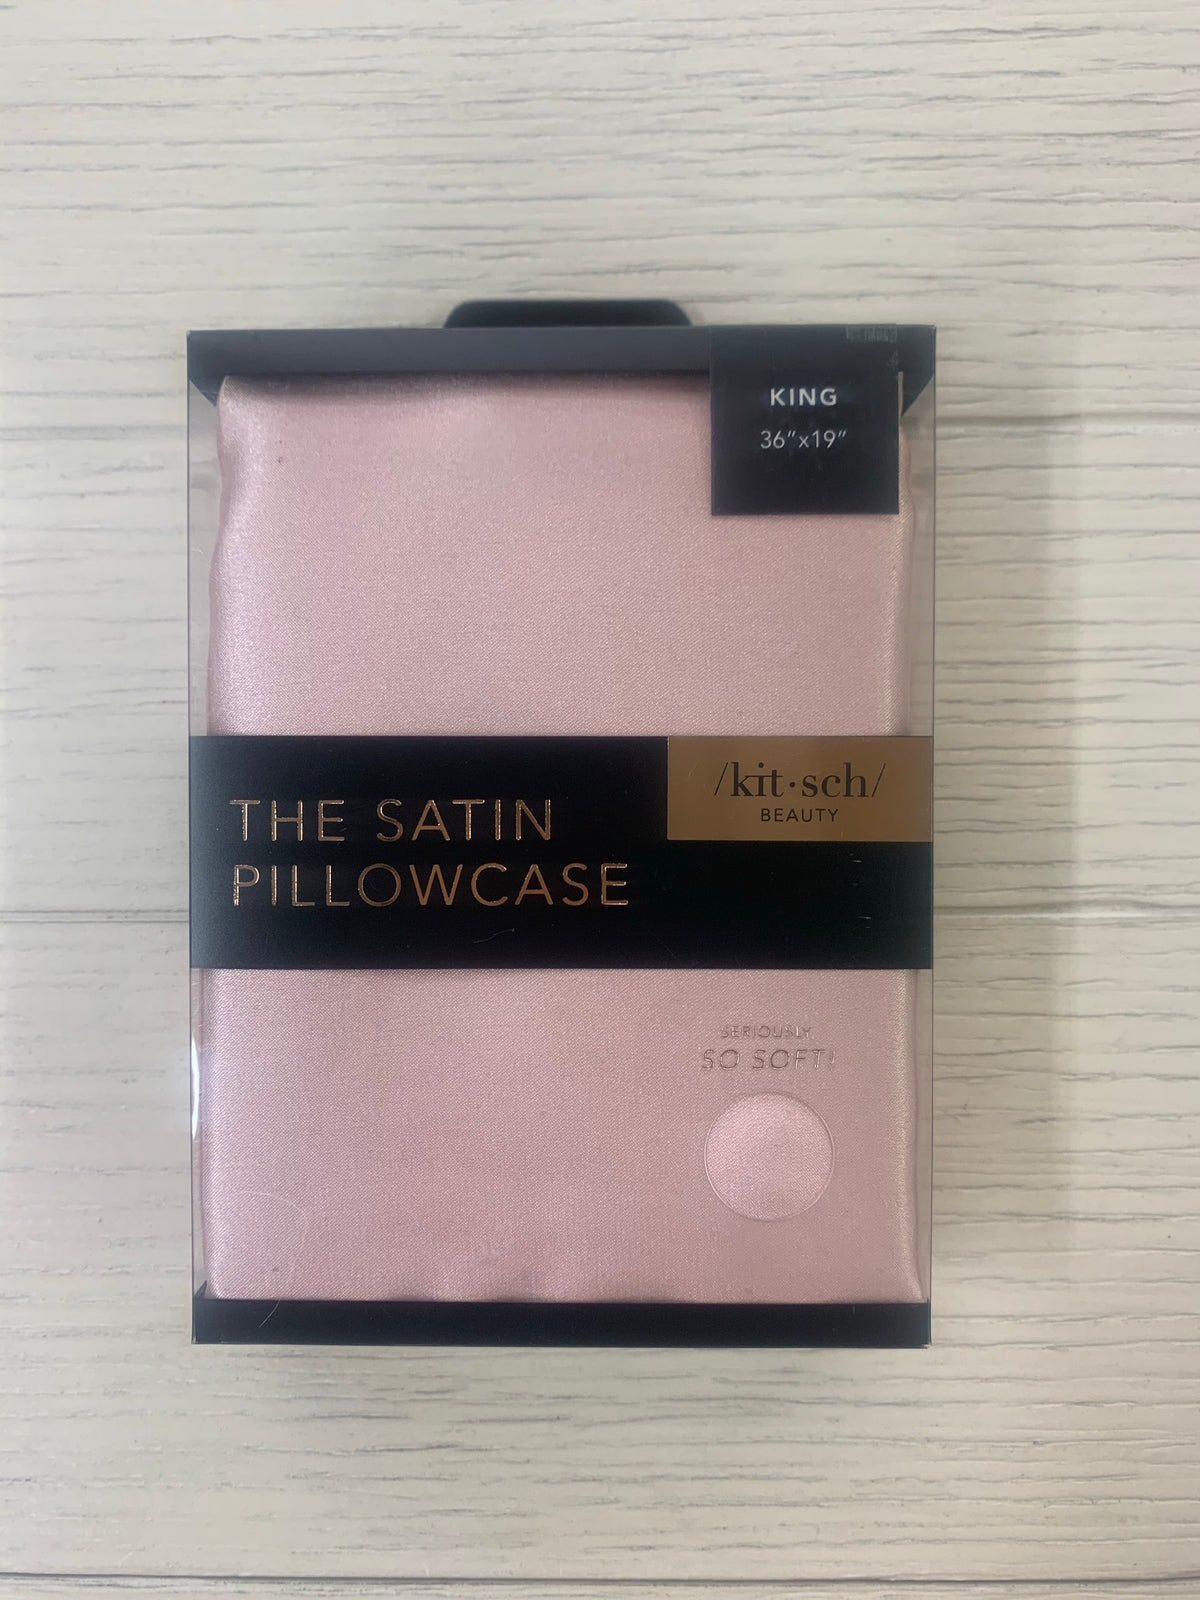 KING
36”x19”
/kit·sch/
BEAUTY
THE SATIN
PILLOWCASE
SERIOUSLY
SO SOFT!